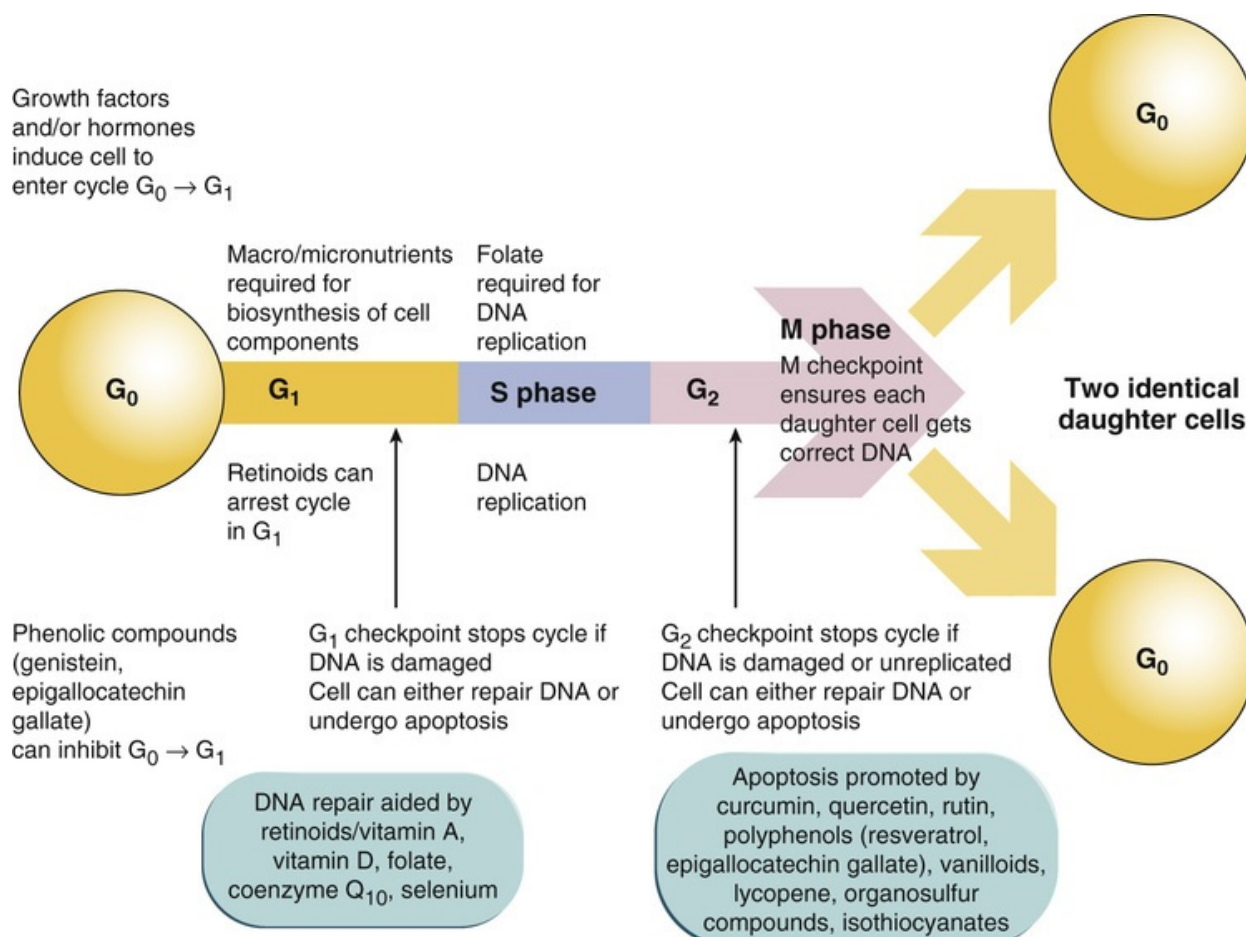 Growth factors
and/or hormones
induce cell to
enter cycle G₀ → G₁
Macro/micronutrients
required for
biosynthesis of cell
components
Folate
required for
DNA
replication
G₀
G₁
S phase
G₂
M phase
M checkpoint
ensures each
daughter cell gets
correct DNA
G₀
Two identical
daughter cells
G₀
Retinoids can
arrest cycle
in G₁
DNA
replication
Phenolic compounds
(genistein,
epigallocatechin
gallate)
can inhibit G₀ → G₁
G₁ checkpoint stops cycle if
DNA is damaged
Cell can either repair DNA or
undergo apoptosis
G₂ checkpoint stops cycle if
DNA is damaged or unreplicated
Cell can either repair DNA or
undergo apoptosis
DNA repair aided by
retinoids/vitamin A,
vitamin D, folate,
coenzyme Q₁₀, selenium
Apoptosis promoted by
curcumin, quercetin, rutin,
polyphenols (resveratrol,
epigallocatechin gallate), vanilloids,
lycopene, organosulfur
compounds, isothiocyanates